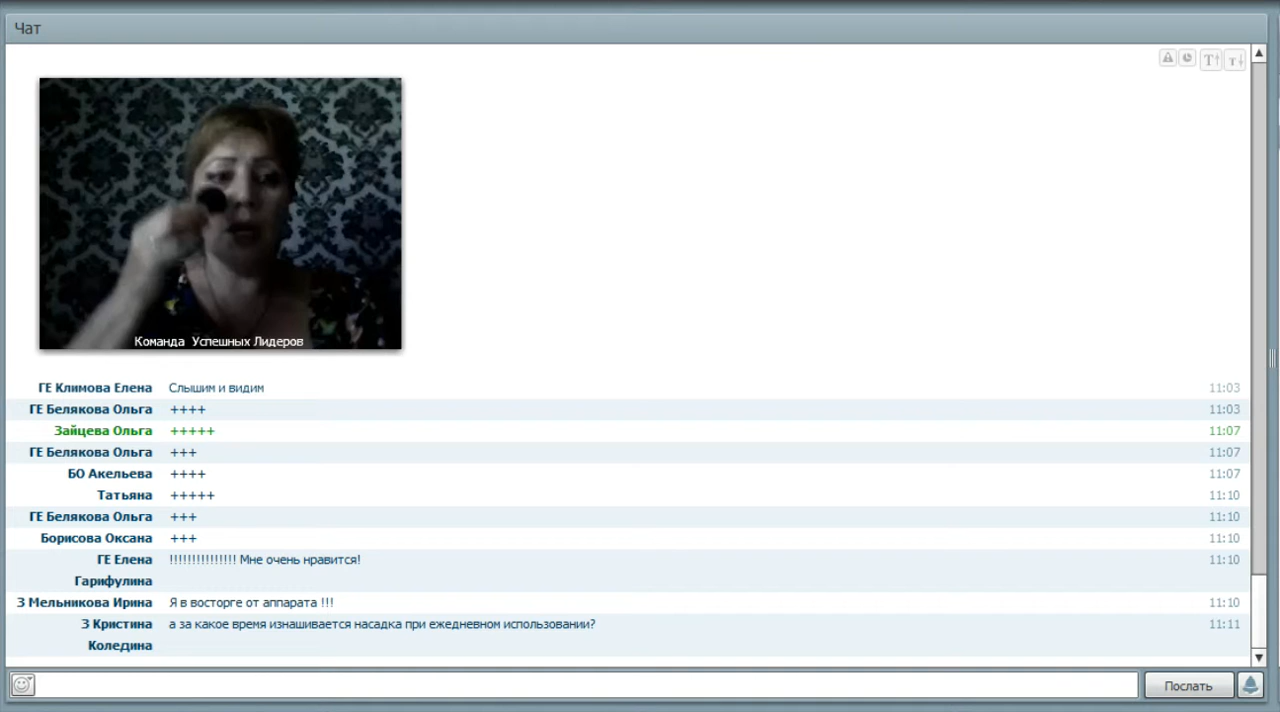 Чат
Команда Успешных Лидеров
ГЕ Климова Елена Слышим и видим 11:03
ГЕ Белякова Ольга ++++ 11:03
Зайцева Ольга +++++ 11:07
ГЕ Белякова Ольга +++ 11:07
БО Акельева ++++ 11:07
Татьяна +++++ 11:10
ГЕ Белякова Ольга +++ 11:10
Борисова Оксана +++ 11:10
ГЕ Елена !!!!!!!!!!!!!!! Мне очень нравится! 11:10
Гарифулина
З Мельникова Ирина Я в восторге от аппарата !!! 11:10
З Кристина а за какое время изнашивается насадка при ежедневном использовании? 11:11
Коледина
Послать